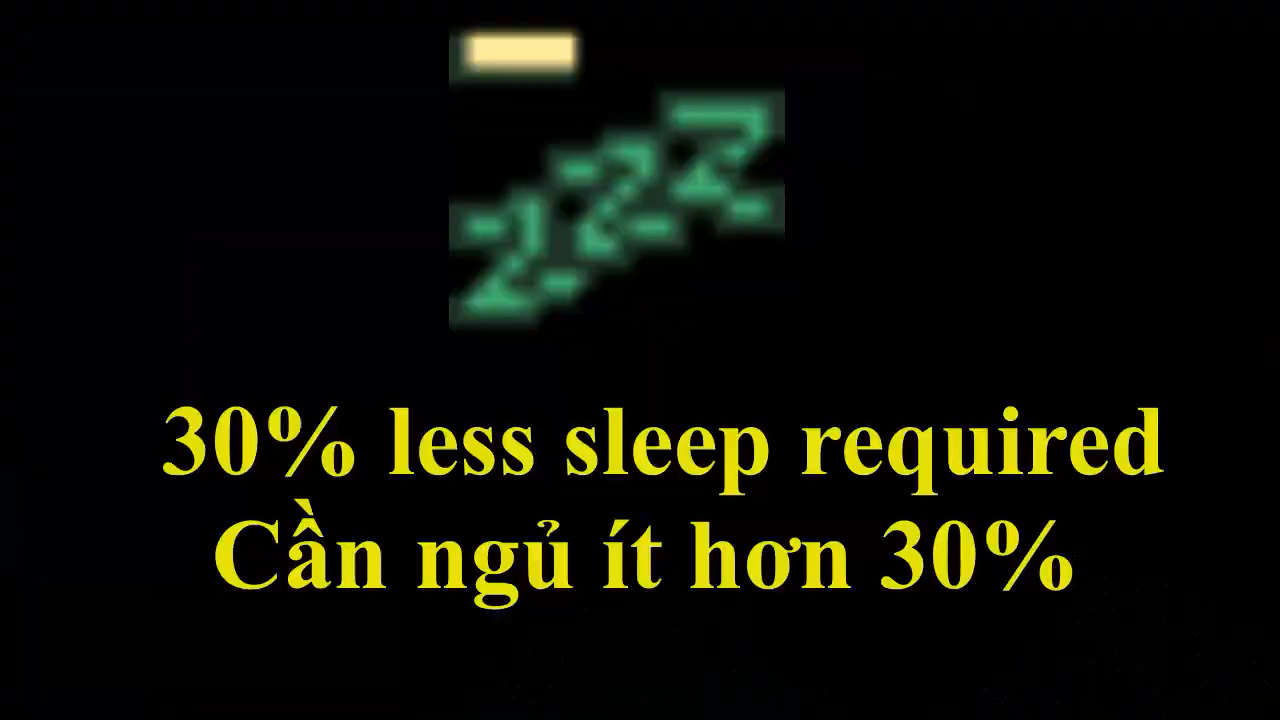 30% less sleep required
Cần ngủ ít hơn 30%